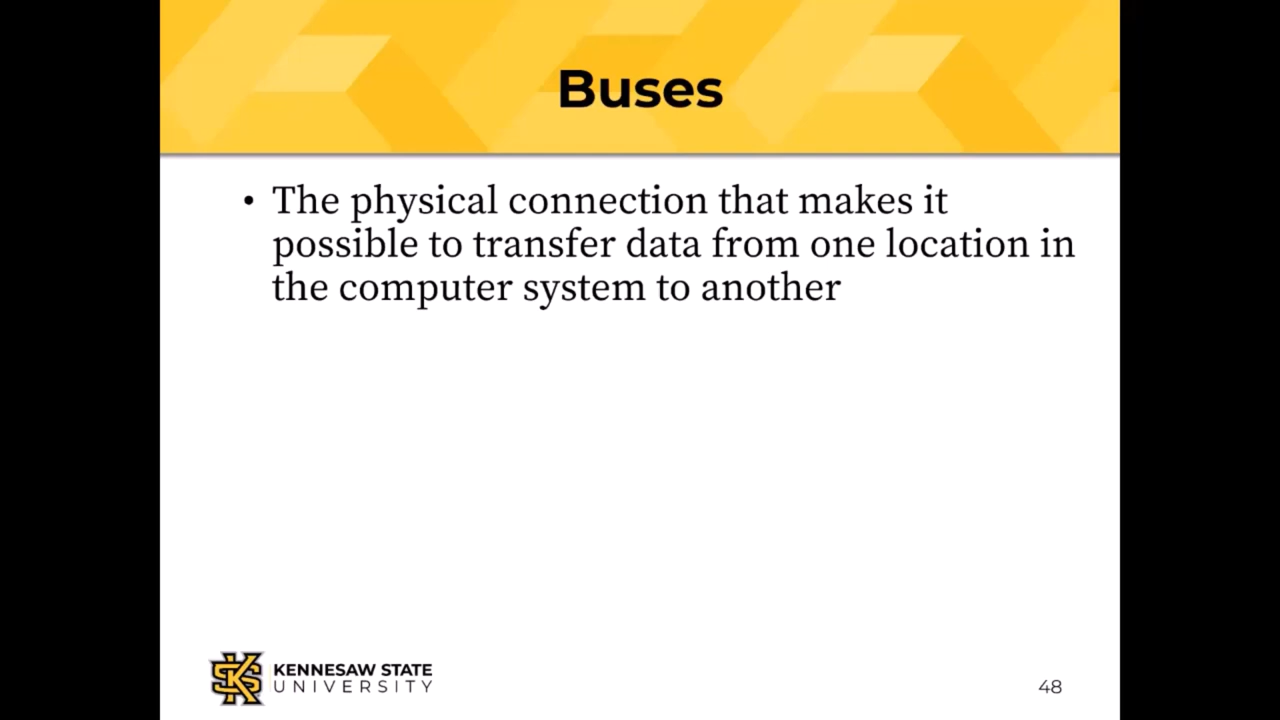 Buses
• The physical connection that makes it
possible to transfer data from one location in
the computer system to another
KENNESAW STATE
UNIVERSITY
48